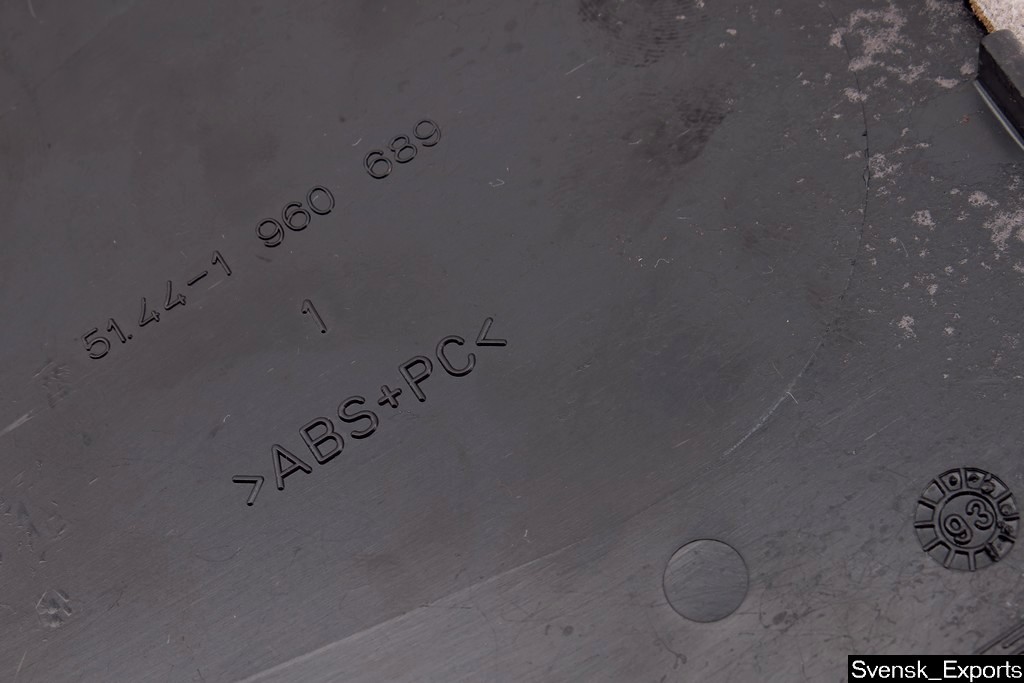 51.44-1 960 689
1
>ABS+PC<
93
Svensk_Exports